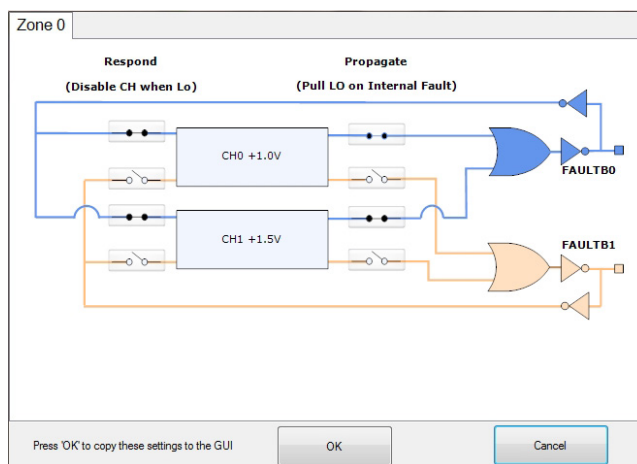 Zone 0
Respond
(Disable CH when Lo)
Propagate
(Pull LO on Internal Fault)
CH0 +1.0V
FAULTB0
CH1 +1.5V
FAULTB1
Press 'OK' to copy these settings to the GUI
OK
Cancel